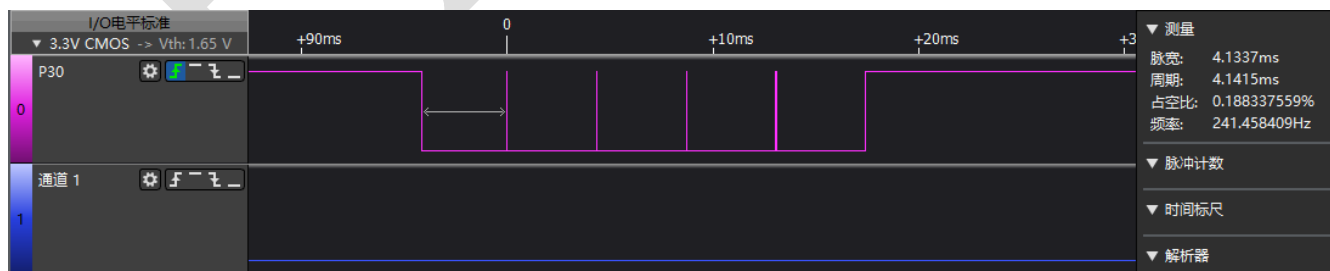 I/O电平标准
▼ 3.3V CMOS -> Vth: 1.65 V
+90ms
0
+10ms
+20ms
+3
P30
0
通道 1
1
▼ 测量
脉宽: 4.1337ms
周期: 4.1415ms
占空比: 0.188337559%
频率: 241.458409Hz
▼ 脉冲计数
▼ 时间标尺
▼ 解析器